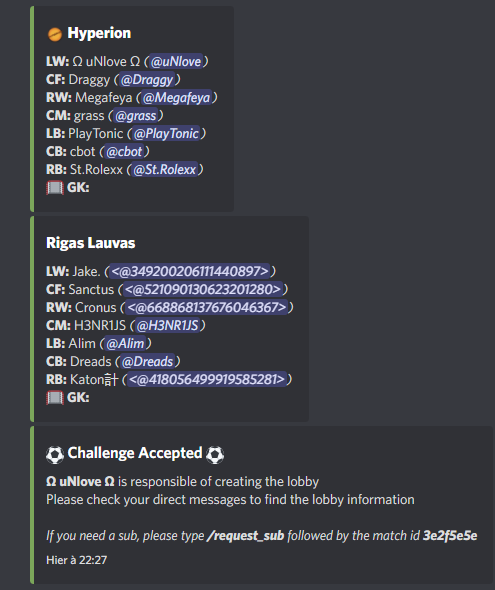 Hyperion
LW: Ω uNlove Ω (@uNlove)
CF: Draggy (@Draggy)
RW: Megafeya (@Megafeya)
CM: grass (@grass)
LB: PlayTonic (@PlayTonic)
CB: cbot (@cbot)
RB: St.Rolexx (@St.Rolexx)
GK:
Rigas Lauvas
LW: Jake. (<@349200206111440897>)
CF: Sanctus (<@521090130623201280>)
RW: Cronus (<@668868137676046367>)
CM: H3NR1JS (@H3NR1JS)
LB: Alim (@Alim)
CB: Dreads (@Dreads)
RB: Katon計 (<@418056499919585281>)
GK:
Challenge Accepted
Ω uNlove Ω is responsible of creating the lobby
Please check your direct messages to find the lobby information
If you need a sub, please type /request_sub followed by the match id 3e2f5e5e
Hier à 22:27